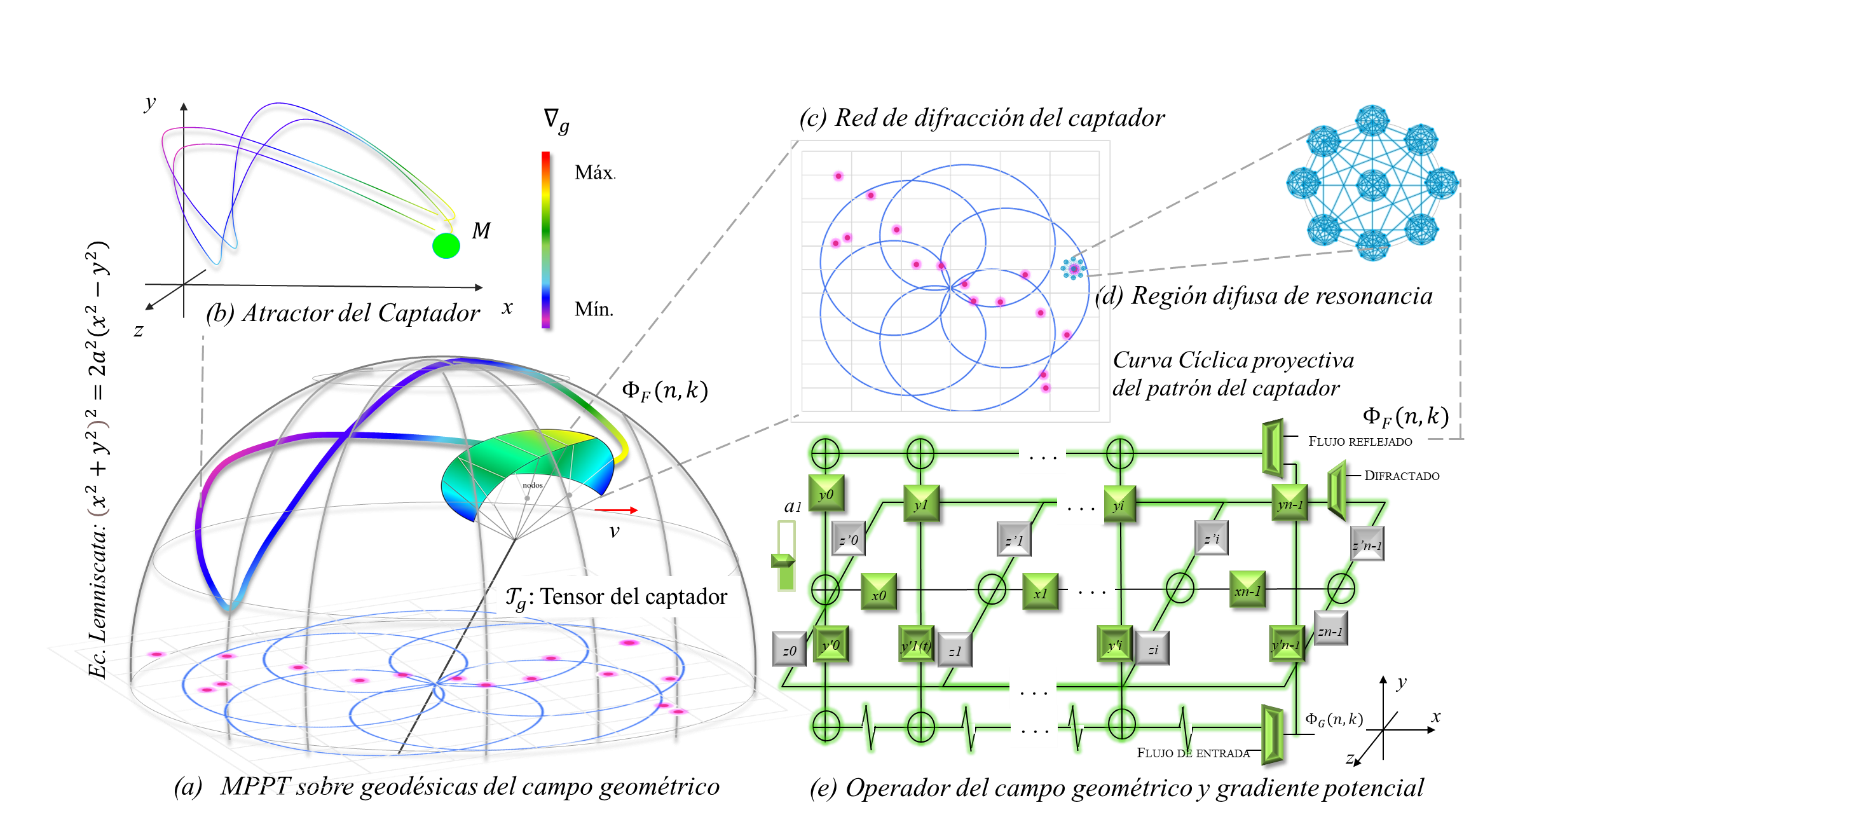 y
∇g
Máx.
M
Mín.
(b) Atractor del Captador
x
z
Ec. Lemniscata: (x² + y²)² = 2a²(x² − y²)
Φ_F(n, k)
nodos
v
𝒯g: Tensor del captador
(a) MPPT sobre geodésicas del campo geométrico
(c) Red de difracción del captador
(d) Región difusa de resonancia
Curva Cíclica proyectiva
del patrón del captador
Φ_F(n, k)
FLUJO REFLEJADO
DIFRACTADO
a1
y0
y1
. . .
yi
yn-1
z'0
z'1
z'i
z'n-1
x0
x1
. . .
xn-1
z0
y'0
y'1(t)
z1
y'i
zi
y'n-1
zn-1
. . .
. . .
. . .
Φ_G(n, k)
FLUJO DE ENTRADA
y
x
z
(e) Operador del campo geométrico y gradiente potencial